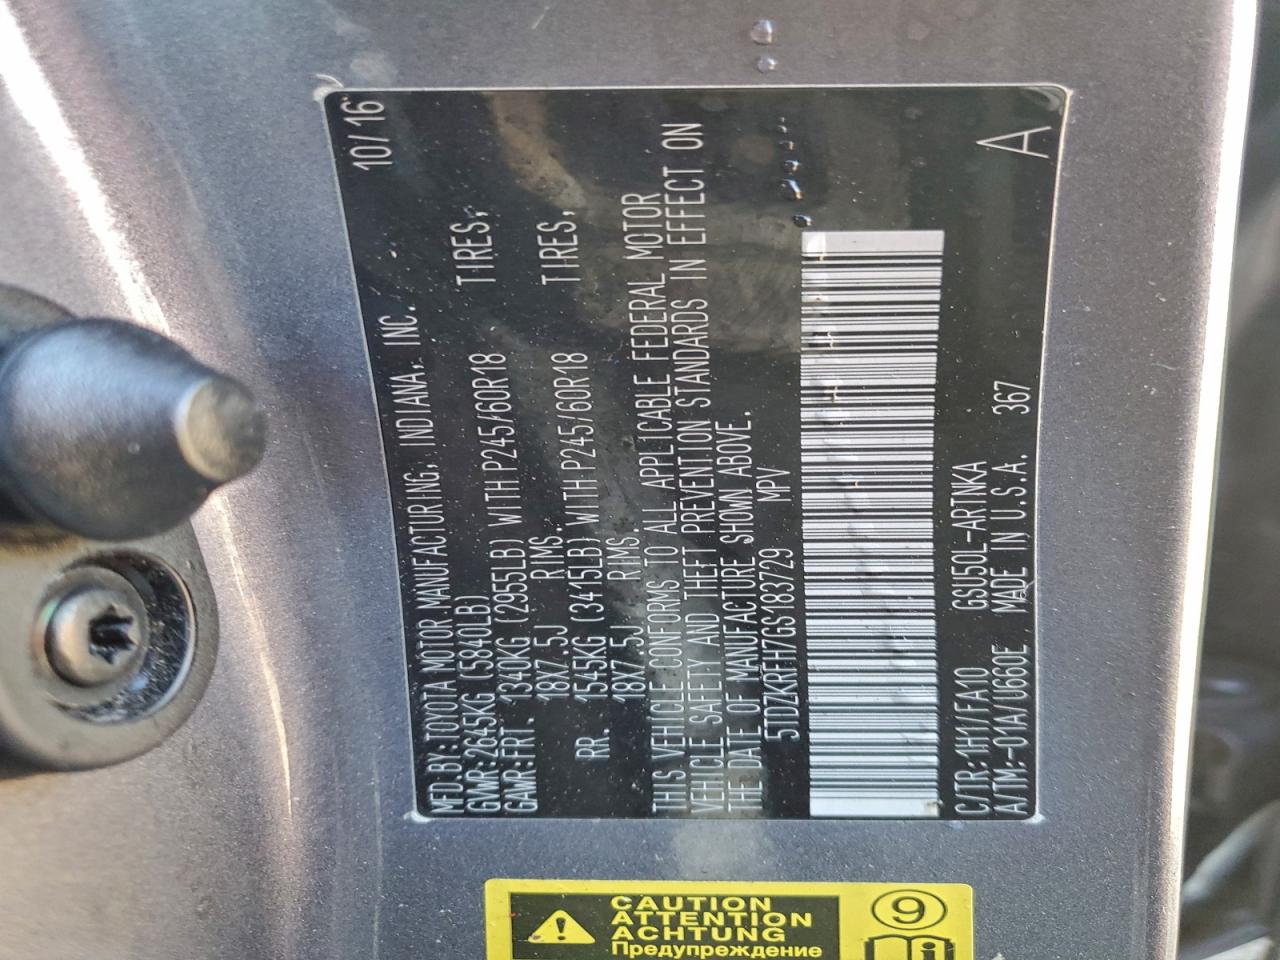 MFD.BY:TOYOTA MOTOR MANUFACTURING, INDIANA, INC. 10/16
GVWR:2645KG (5840LB)
GAWR:FRT. 1340KG (2955LB) WITH P245/60R18 TIRES,
18X7.5J RIMS.
RR. 1545KG (3415LB) WITH P245/60R18 TIRES,
18X7.5J RIMS.
THIS VEHICLE CONFORMS TO ALL APPLICABLE FEDERAL MOTOR
VEHICLE SAFETY AND THEFT PREVENTION STANDARDS IN EFFECT ON
THE DATE OF MANUFACTURE SHOWN ABOVE.
5TDZKRFH7GS183729 MPV
C/TR:1H1/FA10 GSU50L-ARTNKA
A/TM:-01A/U660E MADE IN U.S.A. 367 A
CAUTION
ATTENTION
ACHTUNG
Предупреждение
9
i